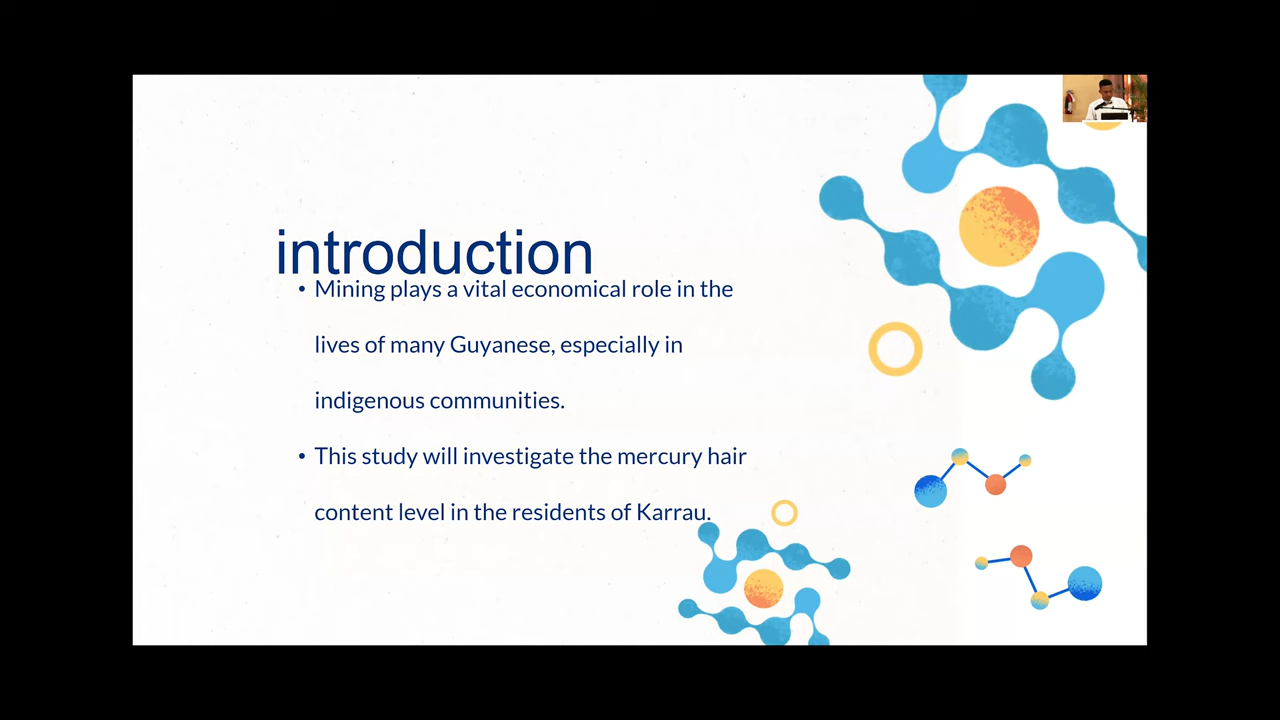 introduction
• Mining plays a vital economical role in the
lives of many Guyanese, especially in
indigenous communities.
• This study will investigate the mercury hair
content level in the residents of Karrau.